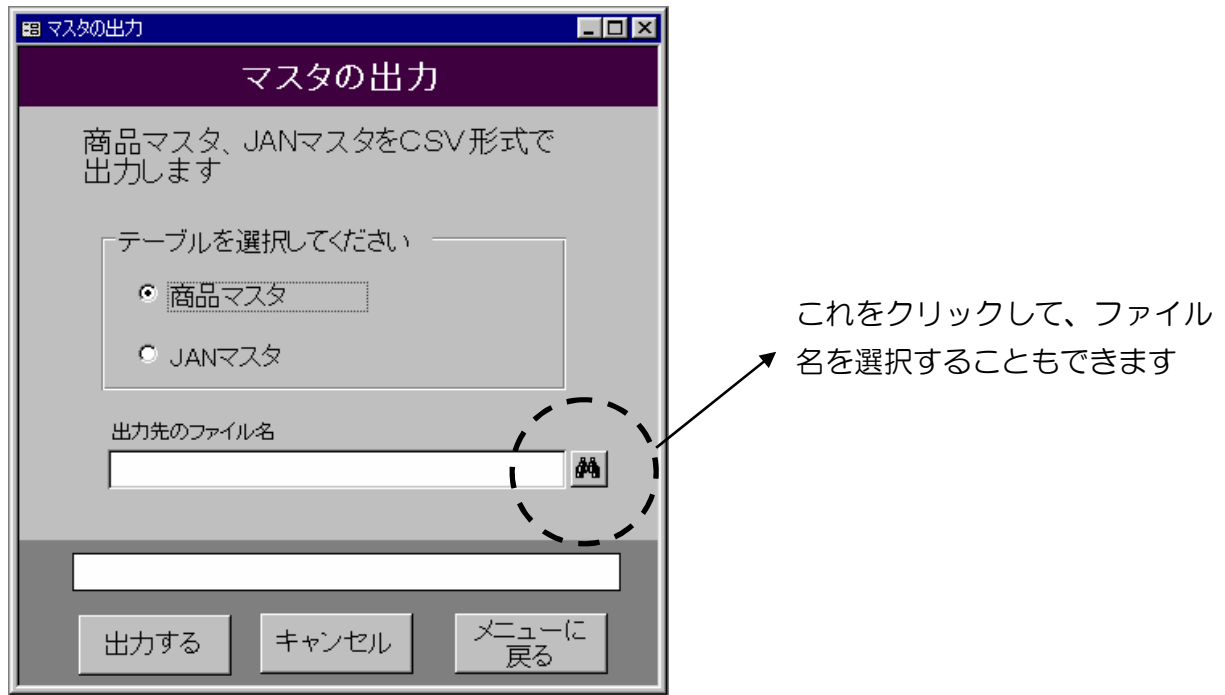 マスタの出力
マスタの出力
商品マスタ、JANマスタをCSV形式で
出力します
テーブルを選択してください
商品マスタ
JANマスタ
これをクリックして、ファイル
名を選択することもできます
出力先のファイル名
出力する
キャンセル
メニューに
戻る